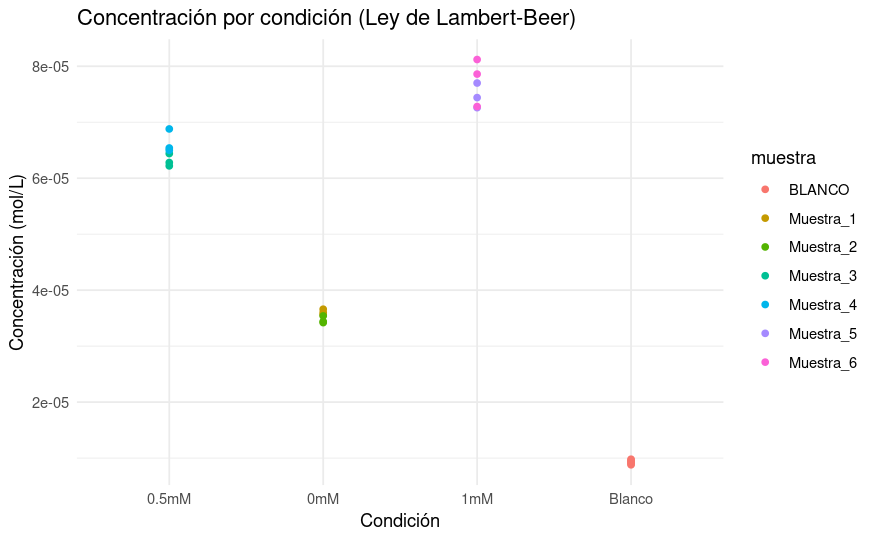 Concentración por condición (Ley de Lambert-Beer)
Concentración (mol/L)
8e-05
6e-05
4e-05
2e-05
0.5mM
0mM
1mM
Blanco
Condición
muestra
BLANCO
Muestra_1
Muestra_2
Muestra_3
Muestra_4
Muestra_5
Muestra_6